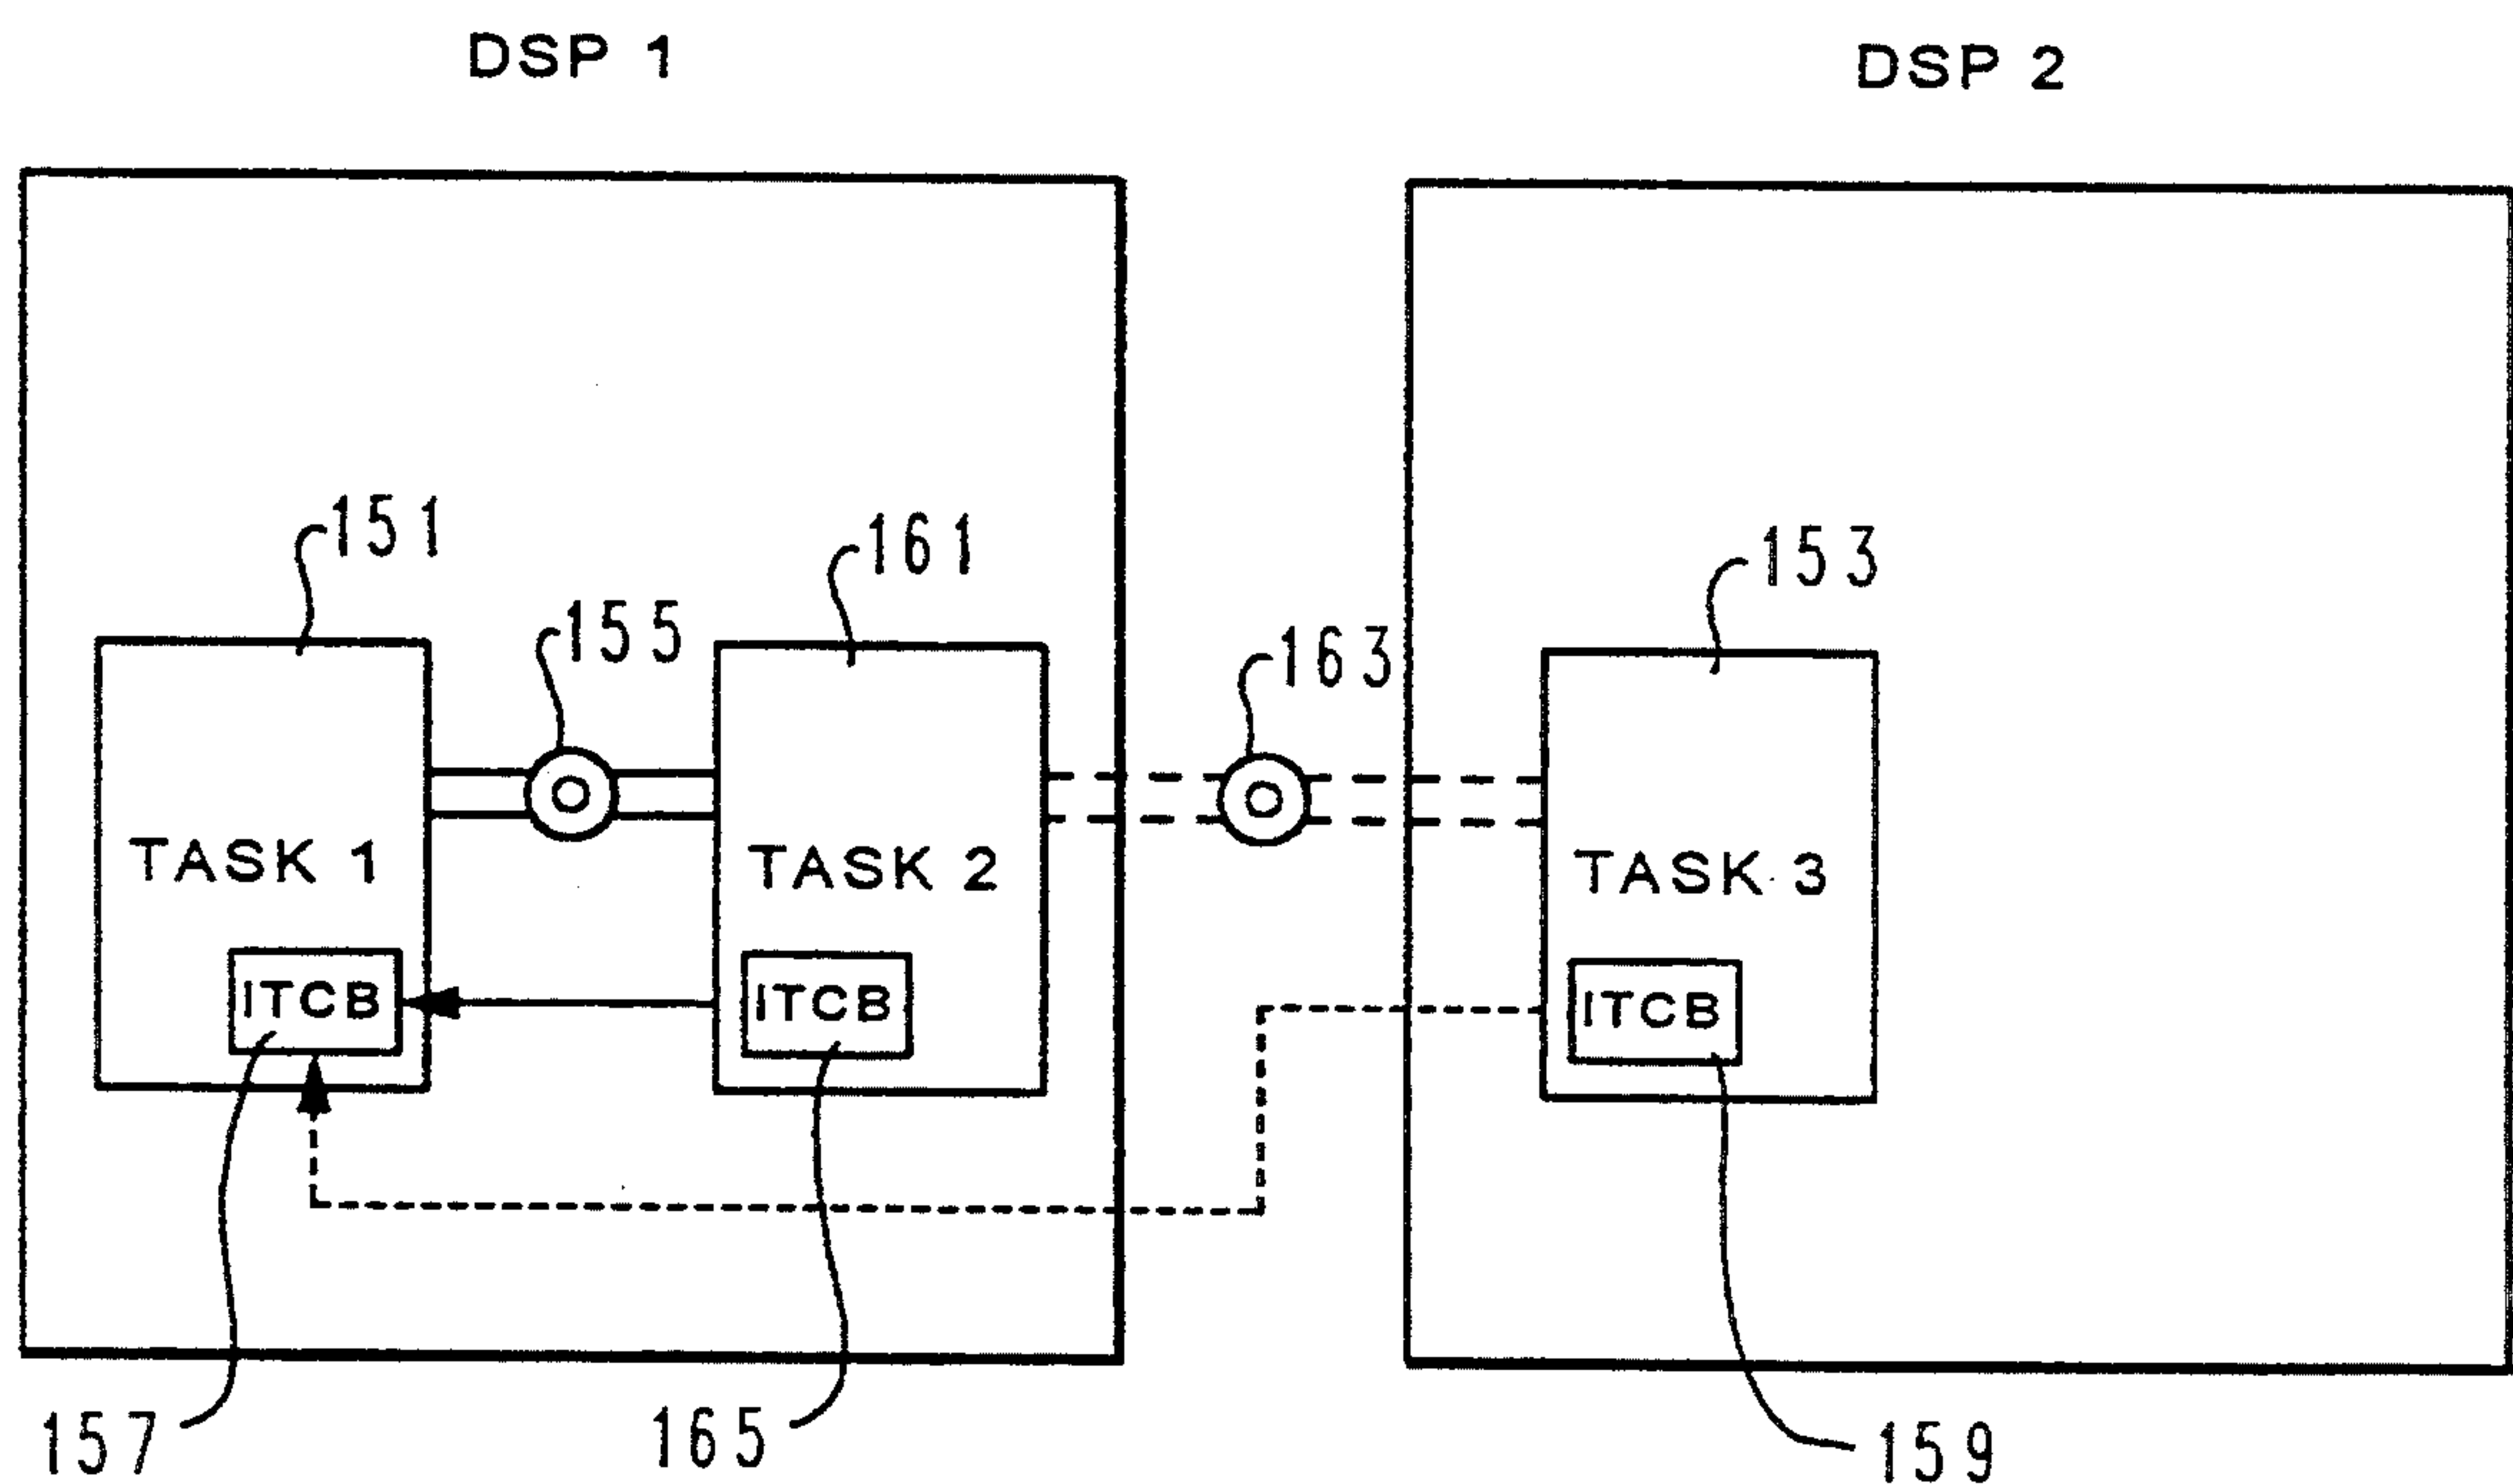 DSP 1
DSP 2
151
161
153
155
163
TASK 1
TASK 2
TASK 3
ITCB
ITCB
ITCB
157
165
159